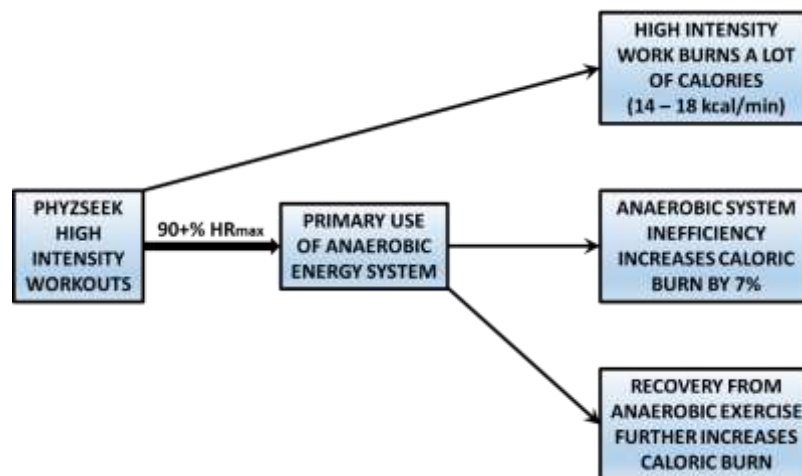 HIGH INTENSITY
WORK BURNS A LOT
OF CALORIES
(14 – 18 kcal/min)
PHYZSEEK
HIGH
INTENSITY
WORKOUTS
90+% HRmax
PRIMARY USE
OF ANAEROBIC
ENERGY SYSTEM
ANAEROBIC SYSTEM
INEFFICIENCY
INCREASES CALORIC
BURN BY 7%
RECOVERY FROM
ANAEROBIC EXERCISE
FURTHER INCREASES
CALORIC BURN